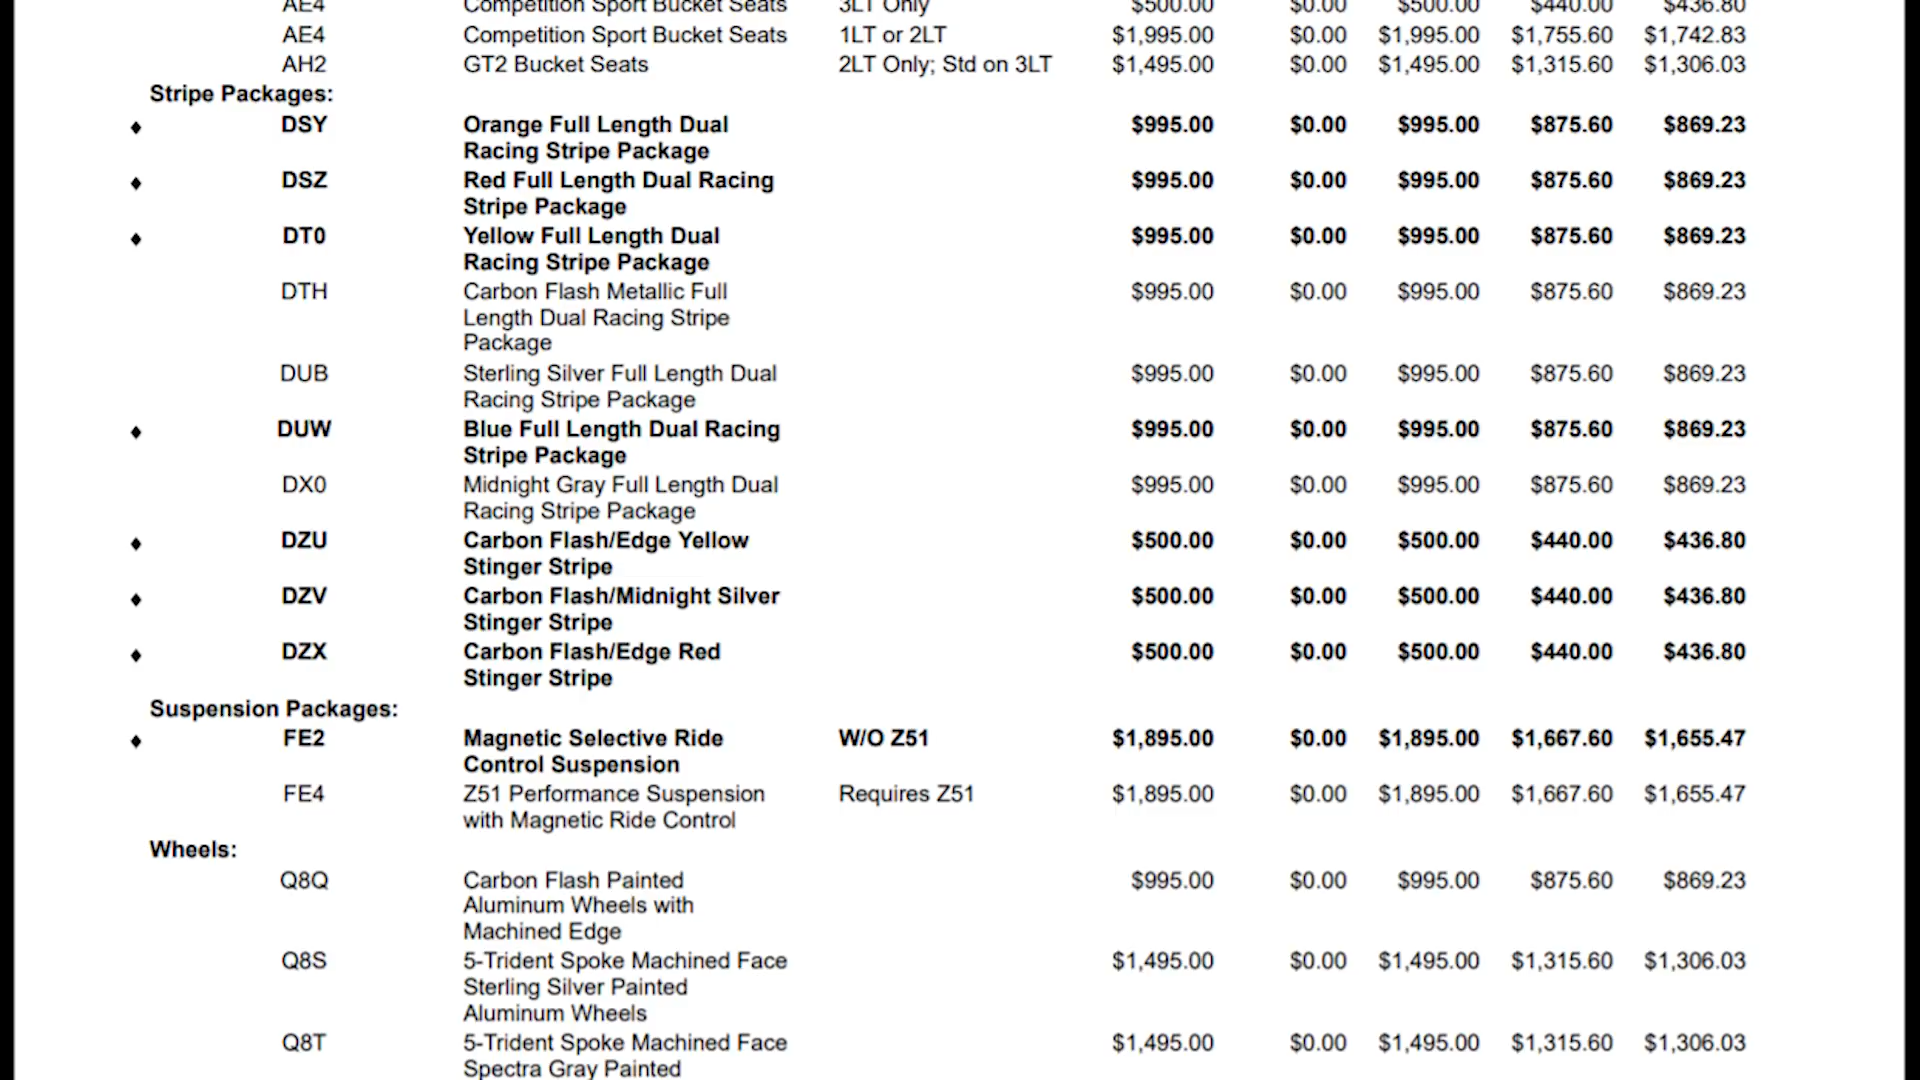 AE4 Competition Sport Bucket Seats 3LT Only $500.00 $0.00 $500.00 $440.00 $436.80
AE4 Competition Sport Bucket Seats 1LT or 2LT $1,995.00 $0.00 $1,995.00 $1,755.60 $1,742.83
AH2 GT2 Bucket Seats 2LT Only; Std on 3LT $1,495.00 $0.00 $1,495.00 $1,315.60 $1,306.03
Stripe Packages:
♦ DSY Orange Full Length Dual $995.00 $0.00 $995.00 $875.60 $869.23
Racing Stripe Package
♦ DSZ Red Full Length Dual Racing $995.00 $0.00 $995.00 $875.60 $869.23
Stripe Package
♦ DT0 Yellow Full Length Dual $995.00 $0.00 $995.00 $875.60 $869.23
Racing Stripe Package
DTH Carbon Flash Metallic Full $995.00 $0.00 $995.00 $875.60 $869.23
Length Dual Racing Stripe
Package
DUB Sterling Silver Full Length Dual $995.00 $0.00 $995.00 $875.60 $869.23
Racing Stripe Package
♦ DUW Blue Full Length Dual Racing $995.00 $0.00 $995.00 $875.60 $869.23
Stripe Package
DX0 Midnight Gray Full Length Dual $995.00 $0.00 $995.00 $875.60 $869.23
Racing Stripe Package
♦ DZU Carbon Flash/Edge Yellow $500.00 $0.00 $500.00 $440.00 $436.80
Stinger Stripe
♦ DZV Carbon Flash/Midnight Silver $500.00 $0.00 $500.00 $440.00 $436.80
Stinger Stripe
♦ DZX Carbon Flash/Edge Red $500.00 $0.00 $500.00 $440.00 $436.80
Stinger Stripe
Suspension Packages:
♦ FE2 Magnetic Selective Ride W/O Z51 $1,895.00 $0.00 $1,895.00 $1,667.60 $1,655.47
Control Suspension
FE4 Z51 Performance Suspension Requires Z51 $1,895.00 $0.00 $1,895.00 $1,667.60 $1,655.47
with Magnetic Ride Control
Wheels:
Q8Q Carbon Flash Painted $995.00 $0.00 $995.00 $875.60 $869.23
Aluminum Wheels with
Machined Edge
Q8S 5-Trident Spoke Machined Face $1,495.00 $0.00 $1,495.00 $1,315.60 $1,306.03
Sterling Silver Painted
Aluminum Wheels
Q8T 5-Trident Spoke Machined Face $1,495.00 $0.00 $1,495.00 $1,315.60 $1,306.03
Spectra Gray Painted